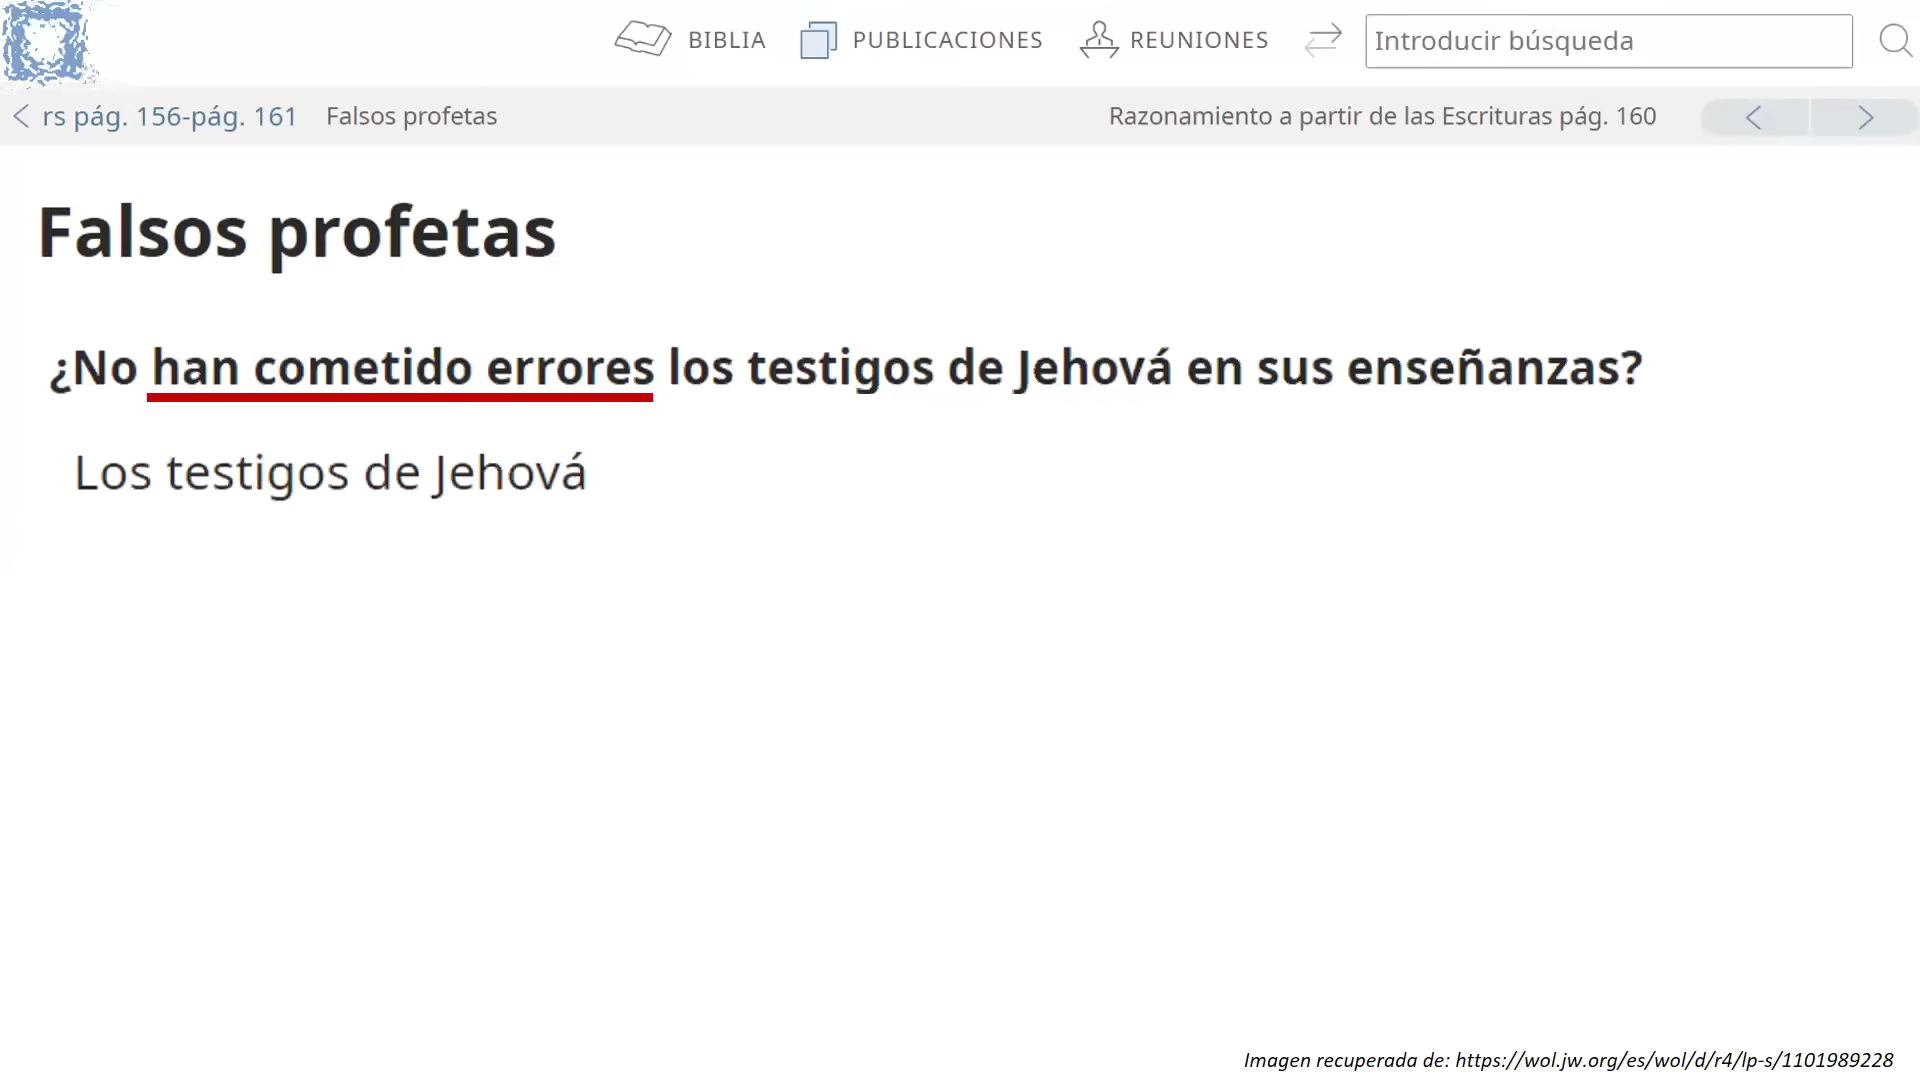 BIBLIA PUBLICACIONES REUNIONES Introducir búsqueda
rs pág. 156-pág. 161 Falsos profetas Razonamiento a partir de las Escrituras pág. 160
Falsos profetas
¿No han cometido errores los testigos de Jehová en sus enseñanzas?
Los testigos de Jehová
Imagen recuperada de: https://wol.jw.org/es/wol/d/r4/lp-s/1101989228